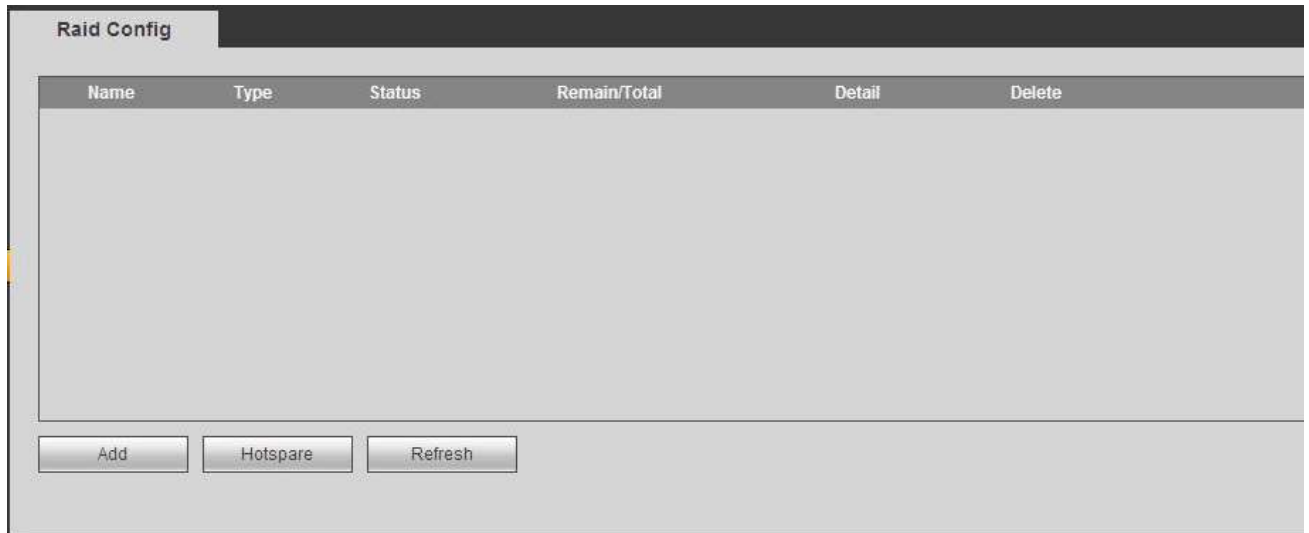 Raid Config
Name Type Status Remain/Total Detail Delete
Add Hotspare Refresh